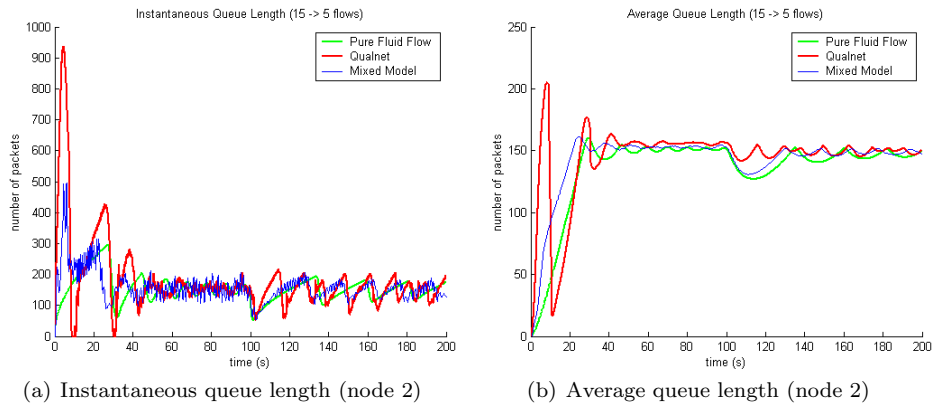 Instantaneous Queue Length (15 -> 5 flows)
1000
900
800
700
600
500
400
300
200
100
0
number of packets
Pure Fluid Flow
Qualnet
Mixed Model
0 20 40 60 80 100 120 140 160 180 200
time (s)
(a) Instantaneous queue length (node 2)
Average Queue Length (15 -> 5 flows)
250
200
150
100
50
0
number of packets
Pure Fluid Flow
Qualnet
Mixed Model
0 20 40 60 80 100 120 140 160 180 200
time (s)
(b) Average queue length (node 2)